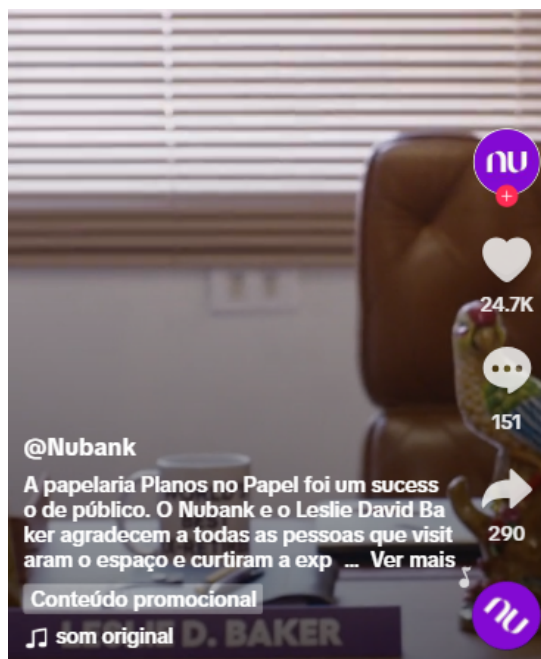 nu
24.7K
151
290
@Nubank
A papelaria Planos no Papel foi um sucess
o de público. O Nubank e o Leslie David Ba
ker agradecem a todas as pessoas que visit
aram o espaço e curtiram a exp ... Ver mais
Conteúdo promocional
som original
LESLIE D. BAKER
nu